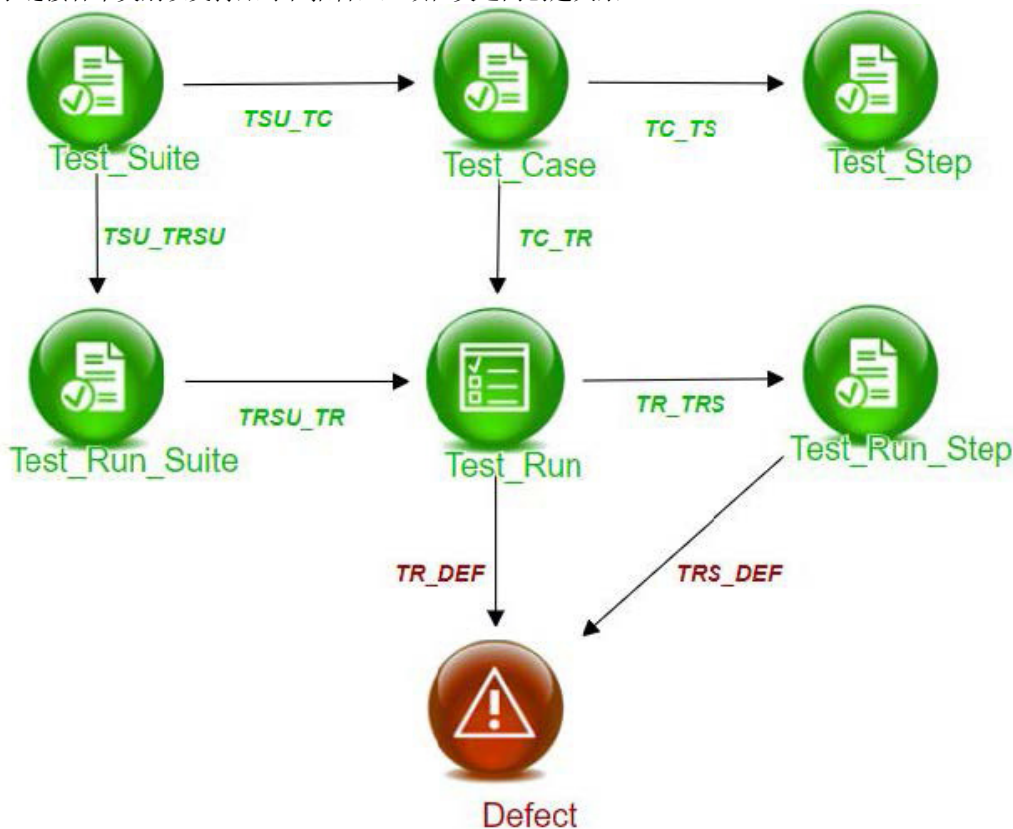 TSU_TC
TC_TS
Test_Suite
Test_Case
Test_Step
TSU_TRSU
TC_TR
TRSU_TR
TR_TRS
Test_Run_Suite
Test_Run
Test_Run_Step
TR_DEF
TRS_DEF
Defect